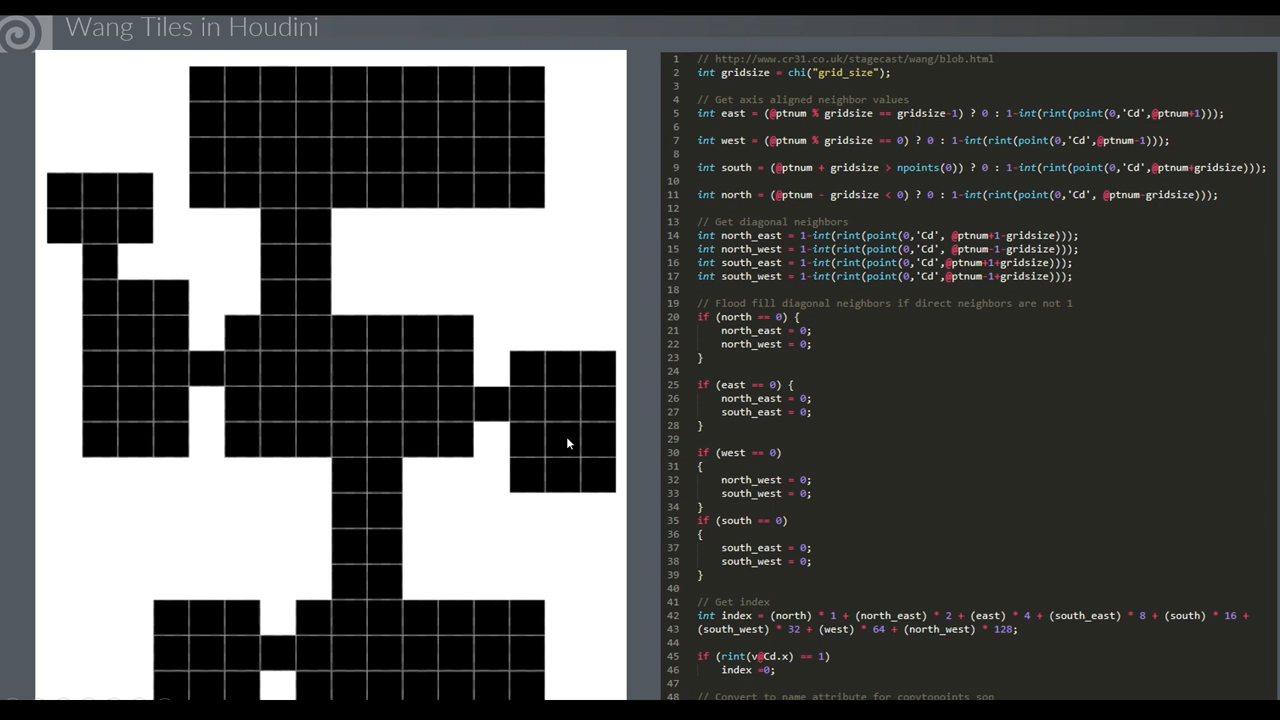 Wang Tiles in Houdini
1 // http://www.cr31.co.uk/stagecast/wang/blob.html
2 int gridsize = chi("grid_size");
3
4 // Get axis aligned neighbor values
5 int east = (@ptnum % gridsize == gridsize-1) ? 0 : 1-int(rint(point(0,'Cd',@ptnum+1)));
6
7 int west = (@ptnum % gridsize == 0) ? 0 : 1-int(rint(point(0,'Cd',@ptnum-1)));
8
9 int south = (@ptnum + gridsize > npoints(0)) ? 0 : 1-int(rint(point(0,'Cd',@ptnum+gridsize)));
10
11 int north = (@ptnum - gridsize < 0) ? 0 : 1-int(rint(point(0,'Cd', @ptnum-gridsize)));
12
13 // Get diagonal neighbors
14 int north_east = 1-int(rint(point(0,'Cd', @ptnum+1-gridsize)));
15 int north_west = 1-int(rint(point(0,'Cd', @ptnum-1-gridsize)));
16 int south_east = 1-int(rint(point(0,'Cd',@ptnum+1+gridsize)));
17 int south_west = 1-int(rint(point(0,'Cd',@ptnum-1+gridsize)));
18
19 // Flood fill diagonal neighbors if direct neighbors are not 1
20 if (north == 0) {
21 north_east = 0;
22 north_west = 0;
23 }
24
25 if (east == 0) {
26 north_east = 0;
27 south_east = 0;
28 }
29
30 if (west == 0)
31 {
32 north_west = 0;
33 south_west = 0;
34 }
35 if (south == 0)
36 {
37 south_east = 0;
38 south_west = 0;
39 }
40
41 // Get index
42 int index = (north) * 1 + (north_east) * 2 + (east) * 4 + (south_east) * 8 + (south) * 16 +
43 (south_west) * 32 + (west) * 64 + (north_west) * 128;
44
45 if (rint(v@Cd.x) == 1)
46 index =0;
47
48 // Convert to name attribute for copytopoints sop